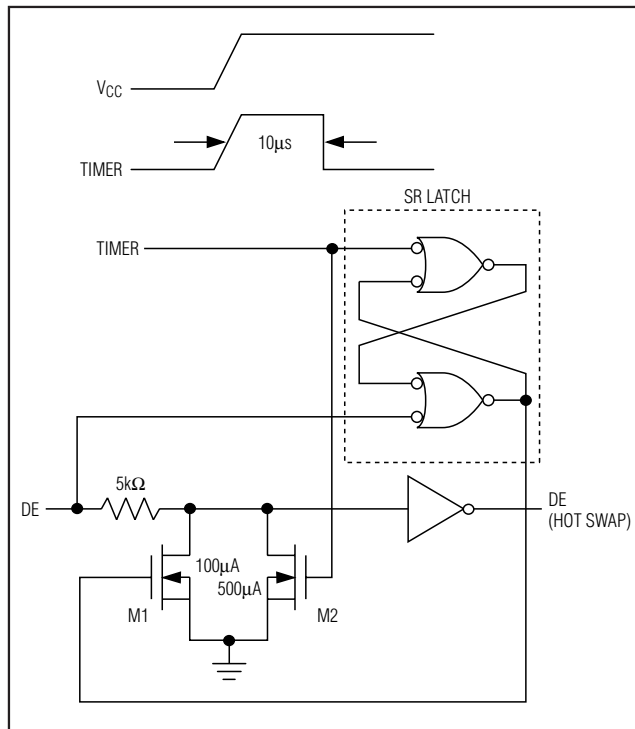 VCC
10µs
TIMER
SR LATCH
TIMER
5kΩ
DE
DE
(HOT SWAP)
100µA
500µA
M1
M2